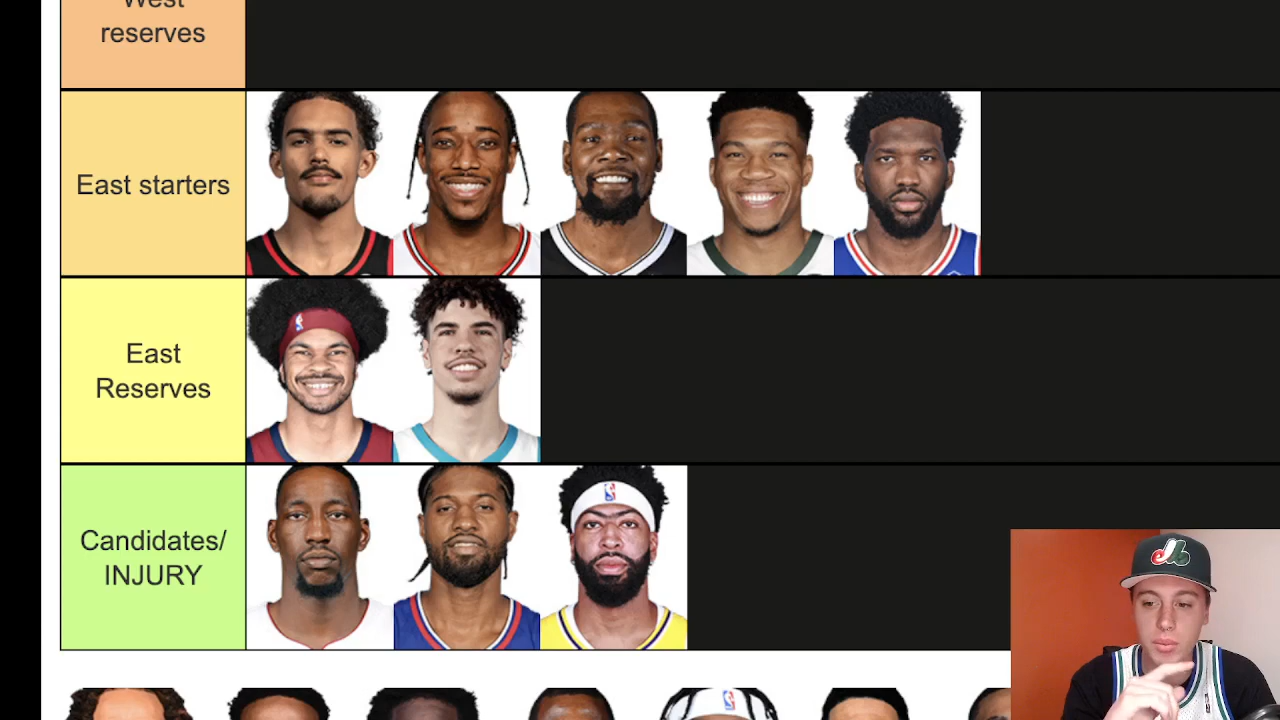 West
reserves
East starters
East
Reserves
Candidates/
INJURY